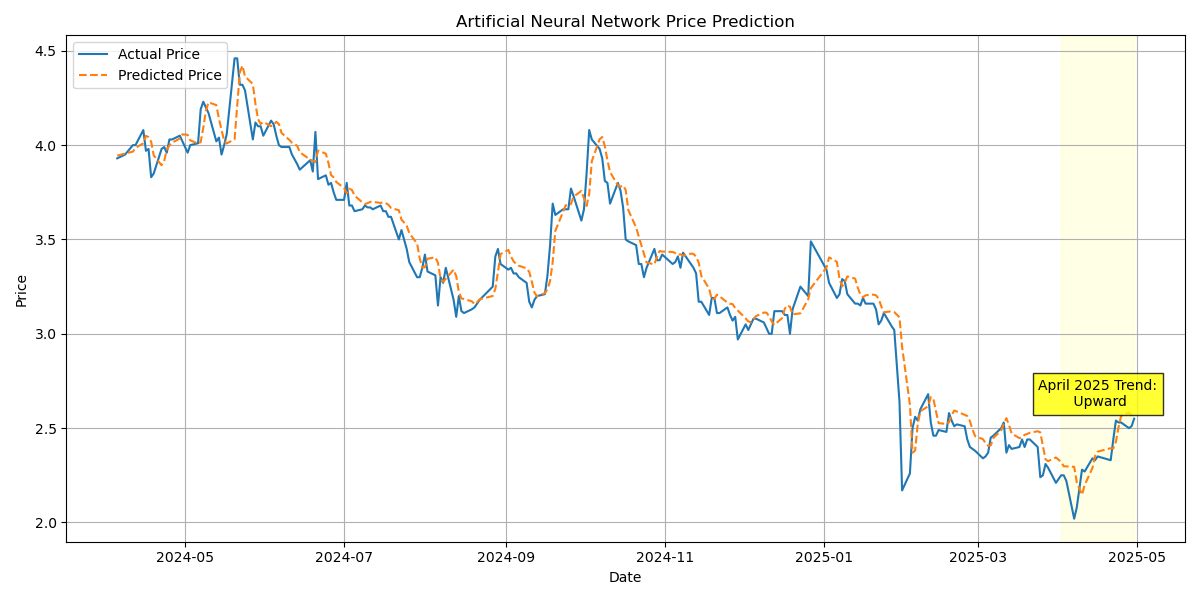 Artificial Neural Network Price Prediction
Actual Price
Predicted Price
April 2025 Trend:
Upward
Price
4.5
4.0
3.5
3.0
2.5
2.0
2024-05 2024-07 2024-09 2024-11 2025-01 2025-03 2025-05
Date